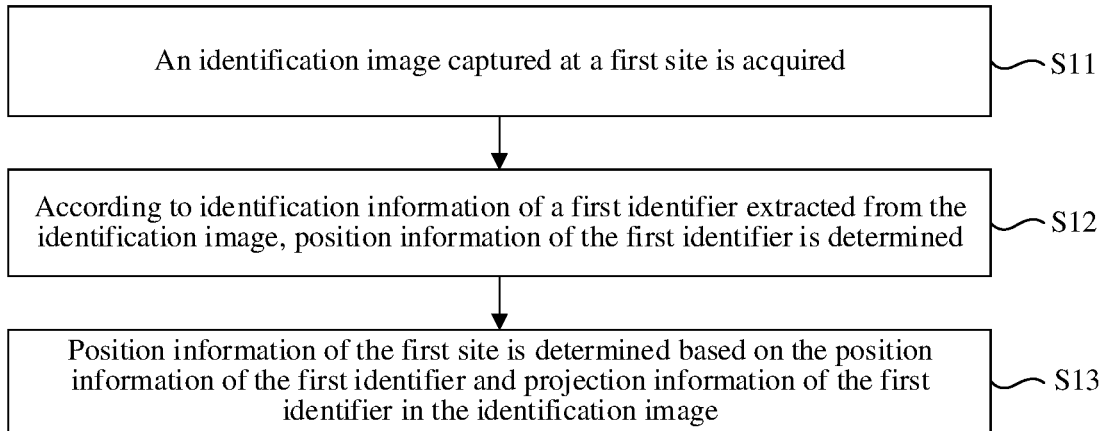 An identification image captured at a first site is acquired
S11
According to identification information of a first identifier extracted from the
identification image, position information of the first identifier is determined
S12
Position information of the first site is determined based on the position
information of the first identifier and projection information of the first
identifier in the identification image
S13